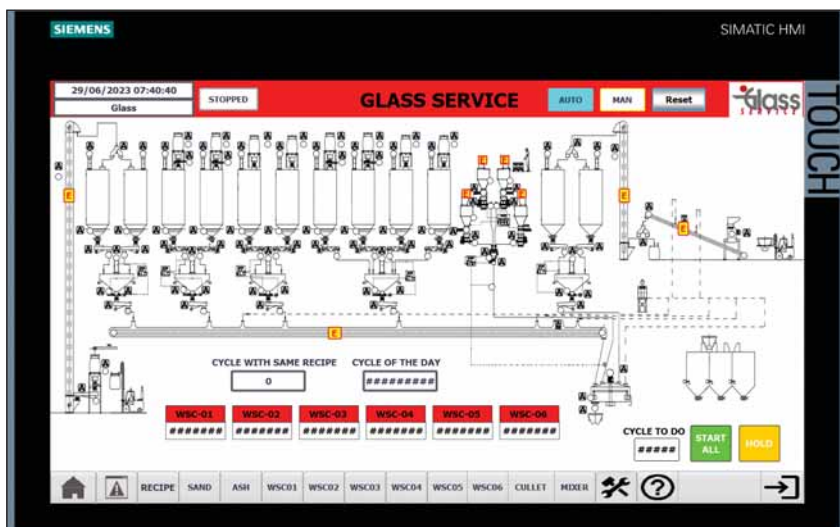 SIEMENS
SIMATIC HMI
TOUCH
29/06/2023 07:40:40
Glass
STOPPED
GLASS SERVICE
AUTO
MAN
Reset
Glass
SERVICE
E
E
E
E
E
E
E
E
CYCLE WITH SAME RECIPE
0
CYCLE OF THE DAY
#########
WSC-01
WSC-02
WSC-03
WSC-04
WSC-05
WSC-06
#######
#######
#######
#######
#######
#######
CYCLE TO DO
#####
START
ALL
HOLD
RECIPE
SAND
ASH
WSC01
WSC02
WSC03
WSC04
WSC05
WSC06
CULLET
MIXER